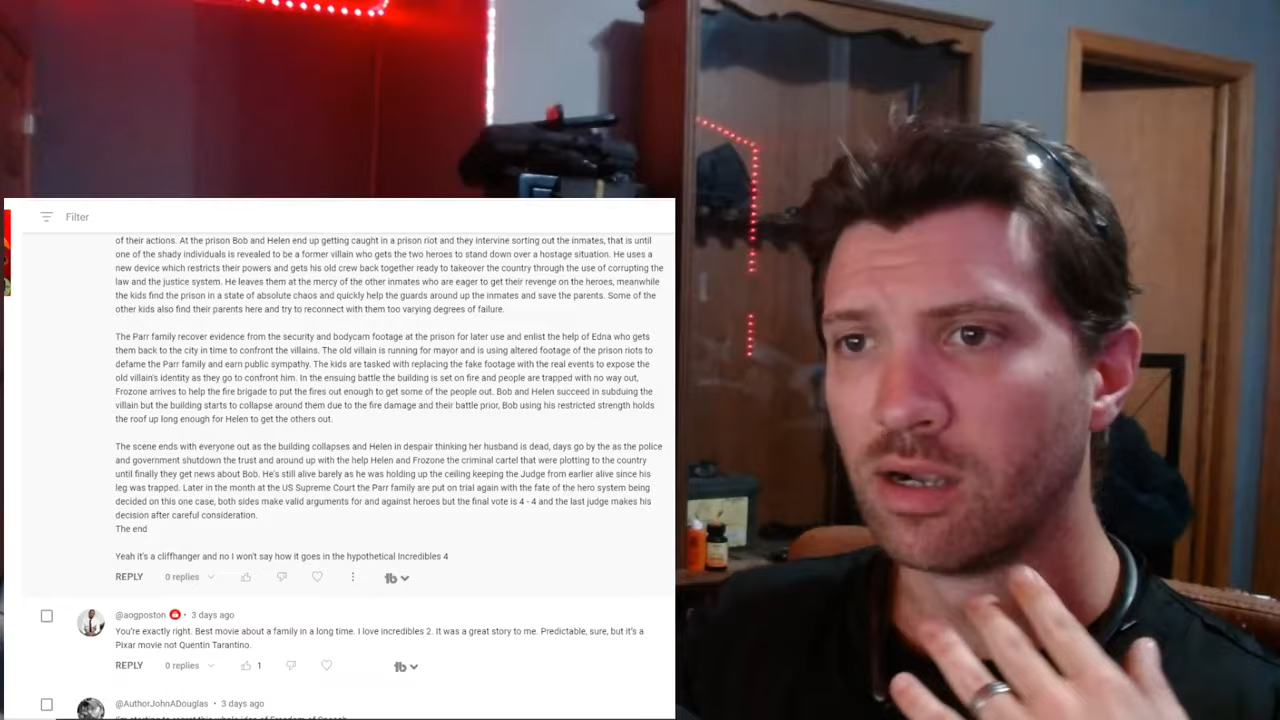 Filter
of their actions. At the prison Bob and Helen end up getting caught in a prison riot and they intervine sorting out the inmates, that is until
one of the shady individuals is revealed to be a former villain who gets the two heroes to stand down over a hostage situation. He uses a
new device which restricts their powers and gets his old crew back together ready to takeover the country through the use of corrupting the
law and the justice system. He leaves them at the mercy of the other inmates who are eager to get their revenge on the heroes, meanwhile
the kids find the prison in a state of absolute chaos and quickly help the guards around up the inmates and save the parents. Some of the
other kids also find their parents here and try to reconnect with them too varying degrees of failure.
The Parr family recover evidence from the security and bodycam footage at the prison for later use and enlist the help of Edna who gets
them back to the city in time to confront the villains. The old villain is running for mayor and is using altered footage of the prison riots to
defame the Parr family and earn public sympathy. The kids are tasked with replacing the fake footage with the real events to expose the
old villain's identity as they go to confront him. In the ensuing battle the building is set on fire and people are trapped with no way out,
Frozone arrives to help the fire brigade to put the fires out enough to get some of the people out. Bob and Helen succeed in subduing the
villain but the building starts to collapse around them due to the fire damage and their battle prior, Bob using his restricted strength holds
the roof up long enough for Helen to get the others out.
The scene ends with everyone out as the building collapses and Helen in despair thinking her husband is dead, days go by the as the police
and government shutdown the trust and around up with the help Helen and Frozone the criminal cartel that were plotting to the country
until finally they get news about Bob. He's still alive barely as he was holding up the ceiling keeping the Judge from earlier alive since his
leg was trapped. Later in the month at the US Supreme Court the Parr family are put on trial again with the fate of the hero system being
decided on this one case, both sides make valid arguments for and against heroes but the final vote is 4 - 4 and the last judge makes his
decision after careful consideration.
The end
Yeah it's a cliffhanger and no I won't say how it goes in the hypothetical Incredibles 4
REPLY 0 replies tb
@aogposton • 3 days ago
You're exactly right. Best movie about a family in a long time. I love incredibles 2. It was a great story to me. Predictable, sure, but it's a
Pixar movie not Quentin Tarantino.
REPLY 0 replies 1 tb
@AuthorJohnADouglas • 3 days ago
I'm starting to regret this whole idea of Freedom of Speech